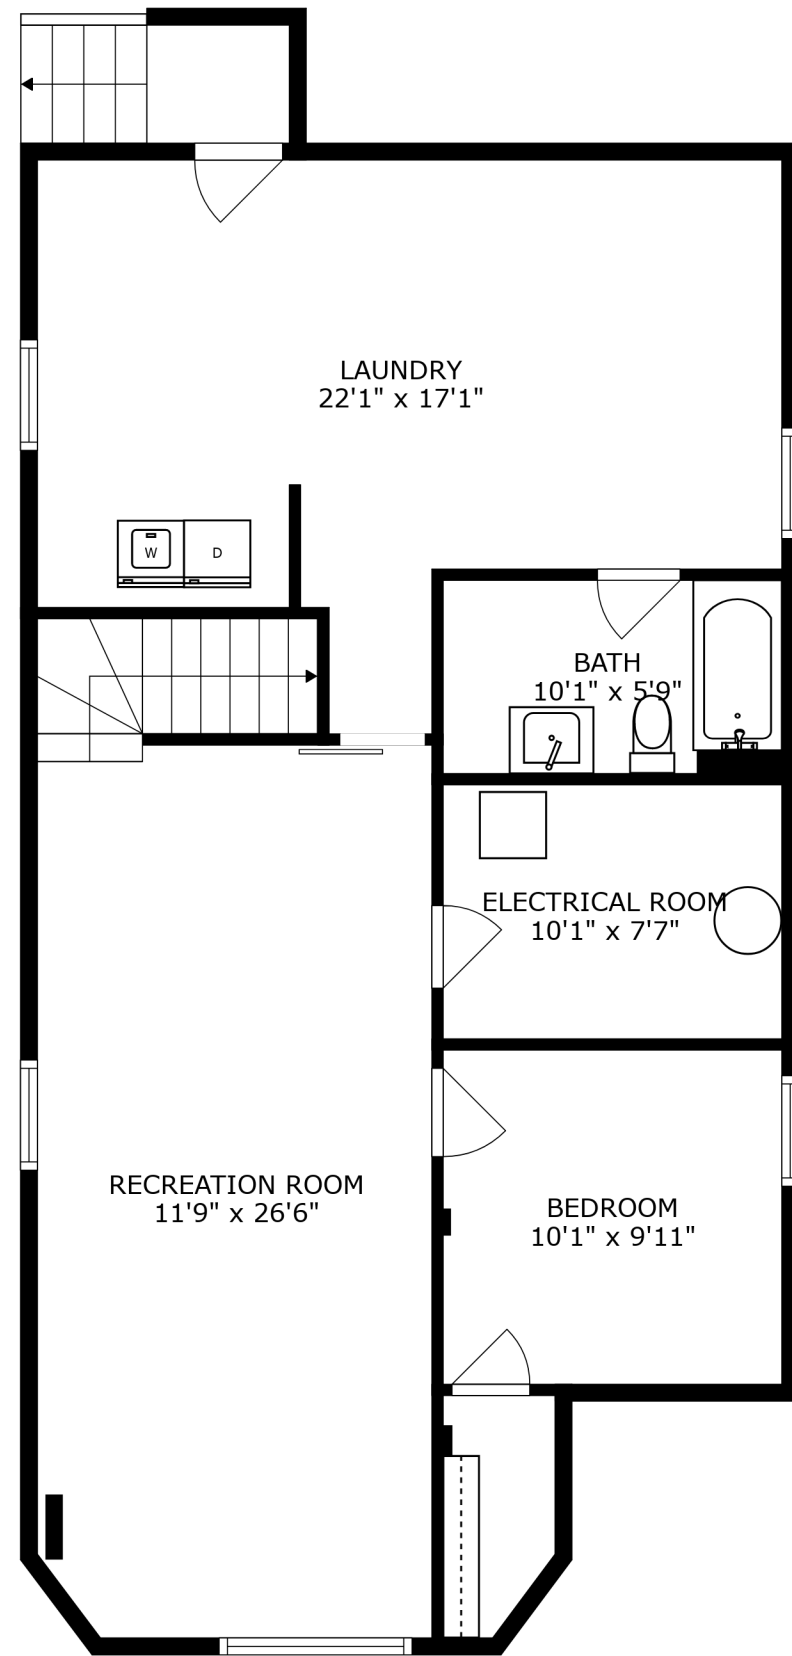 LAUNDRY
22'1" x 17'1"
W
D
BATH
10'1" x 5'9"
ELECTRICAL ROOM
10'1" x 7'7"
RECREATION ROOM
11'9" x 26'6"
BEDROOM
10'1" x 9'11"